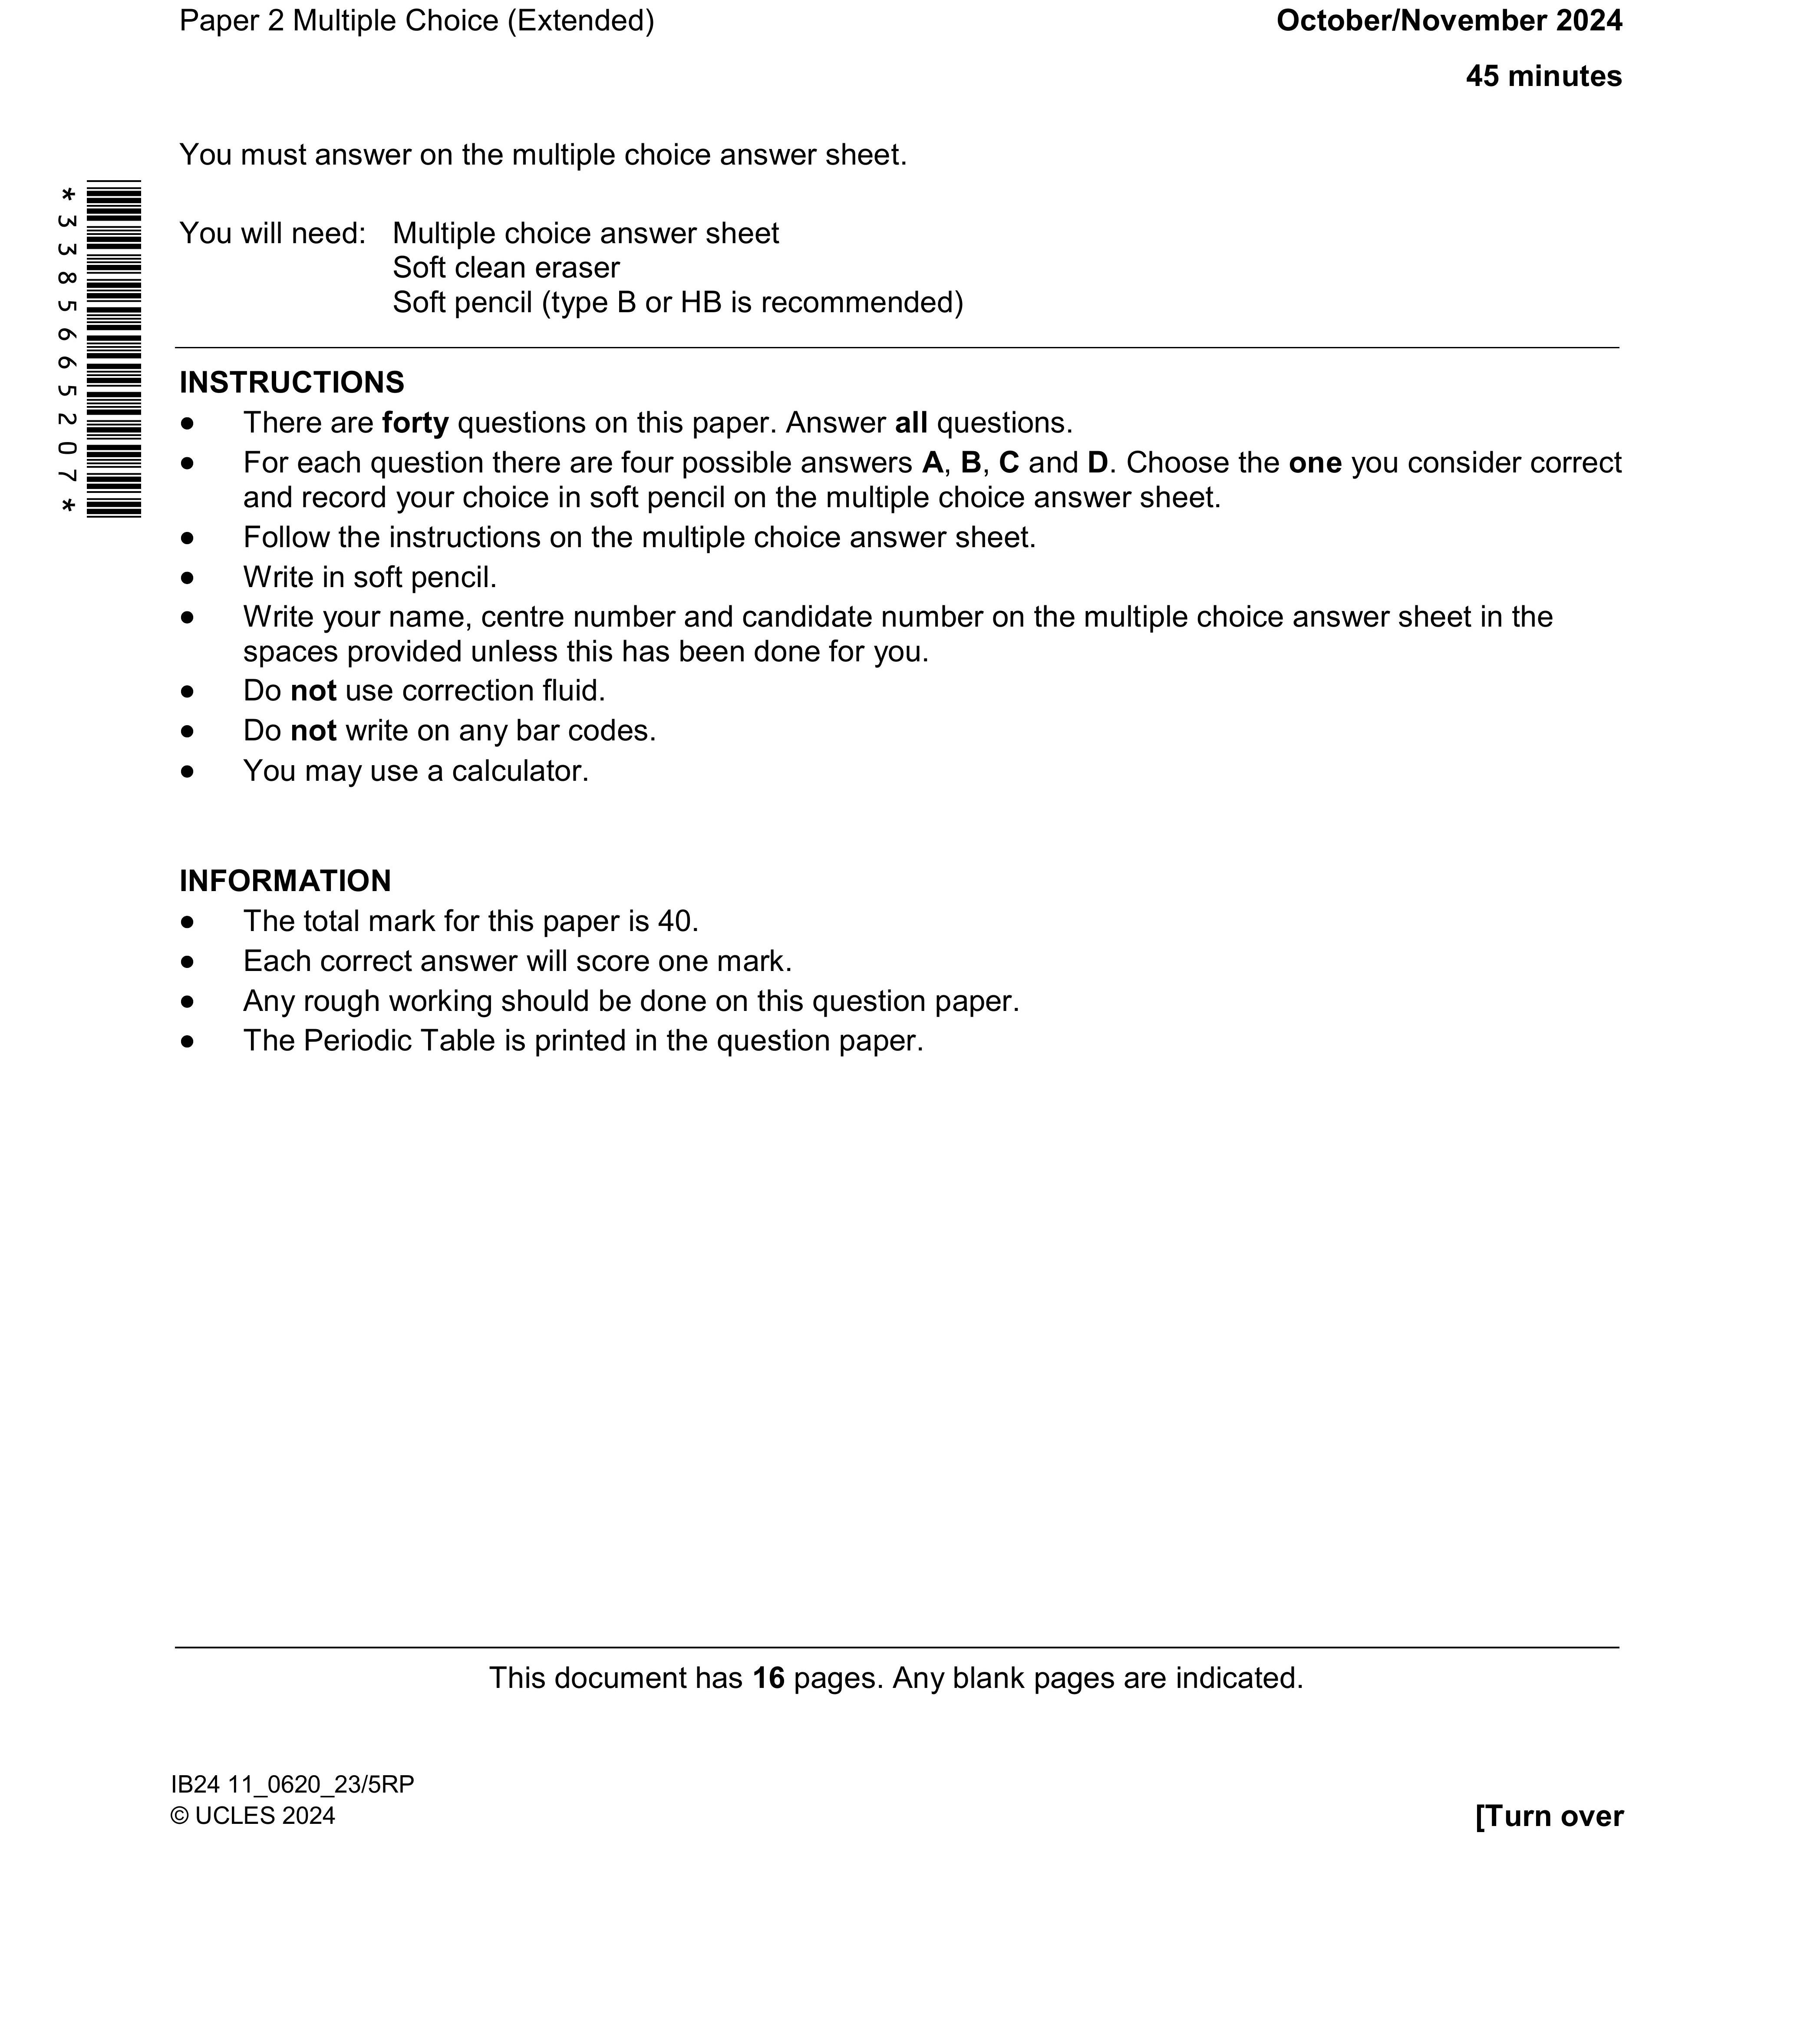 Paper 2 Multiple Choice (Extended) October/November 2024
45 minutes
You must answer on the multiple choice answer sheet.
*3385665207*
You will need: Multiple choice answer sheet
Soft clean eraser
Soft pencil (type B or HB is recommended)
INSTRUCTIONS
● There are forty questions on this paper. Answer all questions.
● For each question there are four possible answers A, B, C and D. Choose the one you consider correct
and record your choice in soft pencil on the multiple choice answer sheet.
● Follow the instructions on the multiple choice answer sheet.
● Write in soft pencil.
● Write your name, centre number and candidate number on the multiple choice answer sheet in the
spaces provided unless this has been done for you.
● Do not use correction fluid.
● Do not write on any bar codes.
● You may use a calculator.
INFORMATION
● The total mark for this paper is 40.
● Each correct answer will score one mark.
● Any rough working should be done on this question paper.
● The Periodic Table is printed in the question paper.
This document has 16 pages. Any blank pages are indicated.
IB24 11_0620_23/5RP
© UCLES 2024 [Turn over